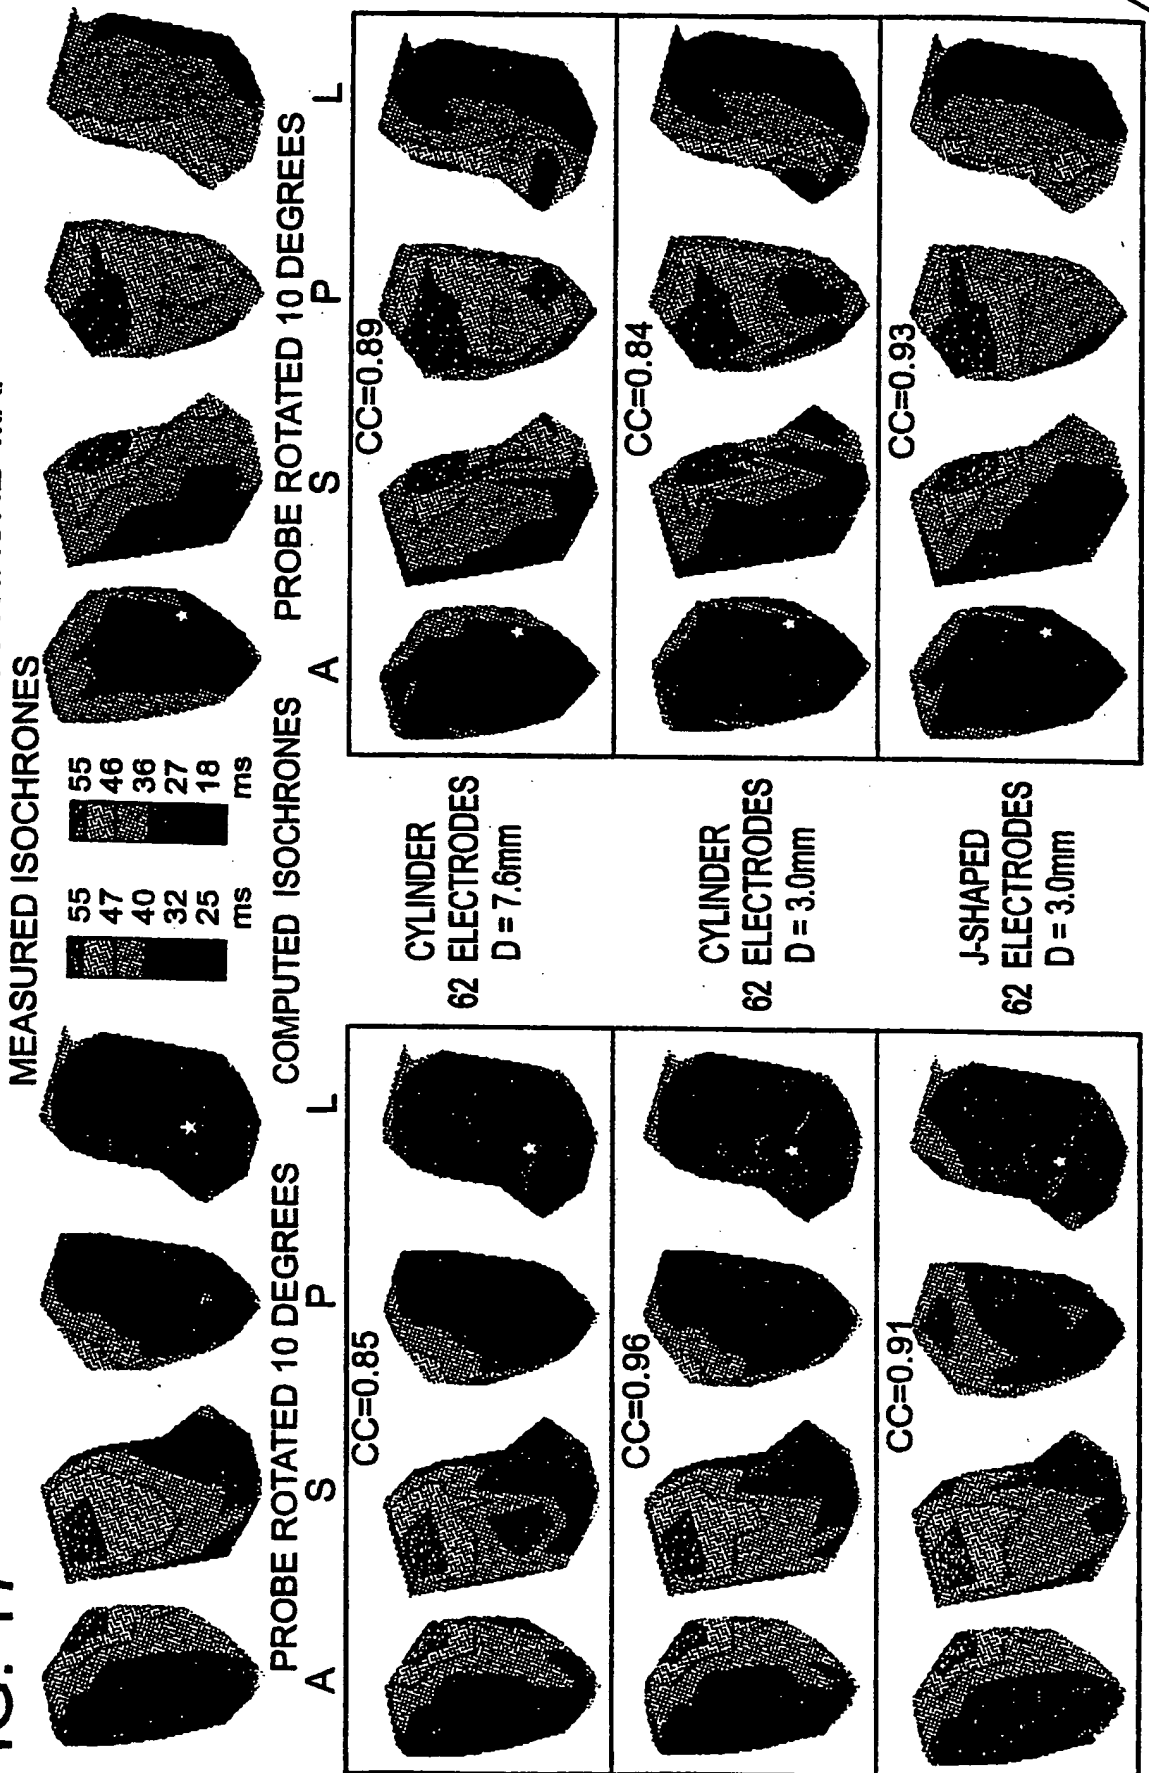 MEASURED ISOCHRONES
55
47
40
32
25
ms
55
46
36
27
18
ms
PROBE ROTATED 10 DEGREES
COMPUTED ISOCHRONES
PROBE ROTATED 10 DEGREES
A
S
P
L
A
S
P
L
CC=0.85
CYLINDER
62 ELECTRODES
D = 7.6mm
CC=0.89
CC=0.96
CYLINDER
62 ELECTRODES
D = 3.0mm
CC=0.84
CC=0.91
J-SHAPED
62 ELECTRODES
D = 3.0mm
CC=0.93